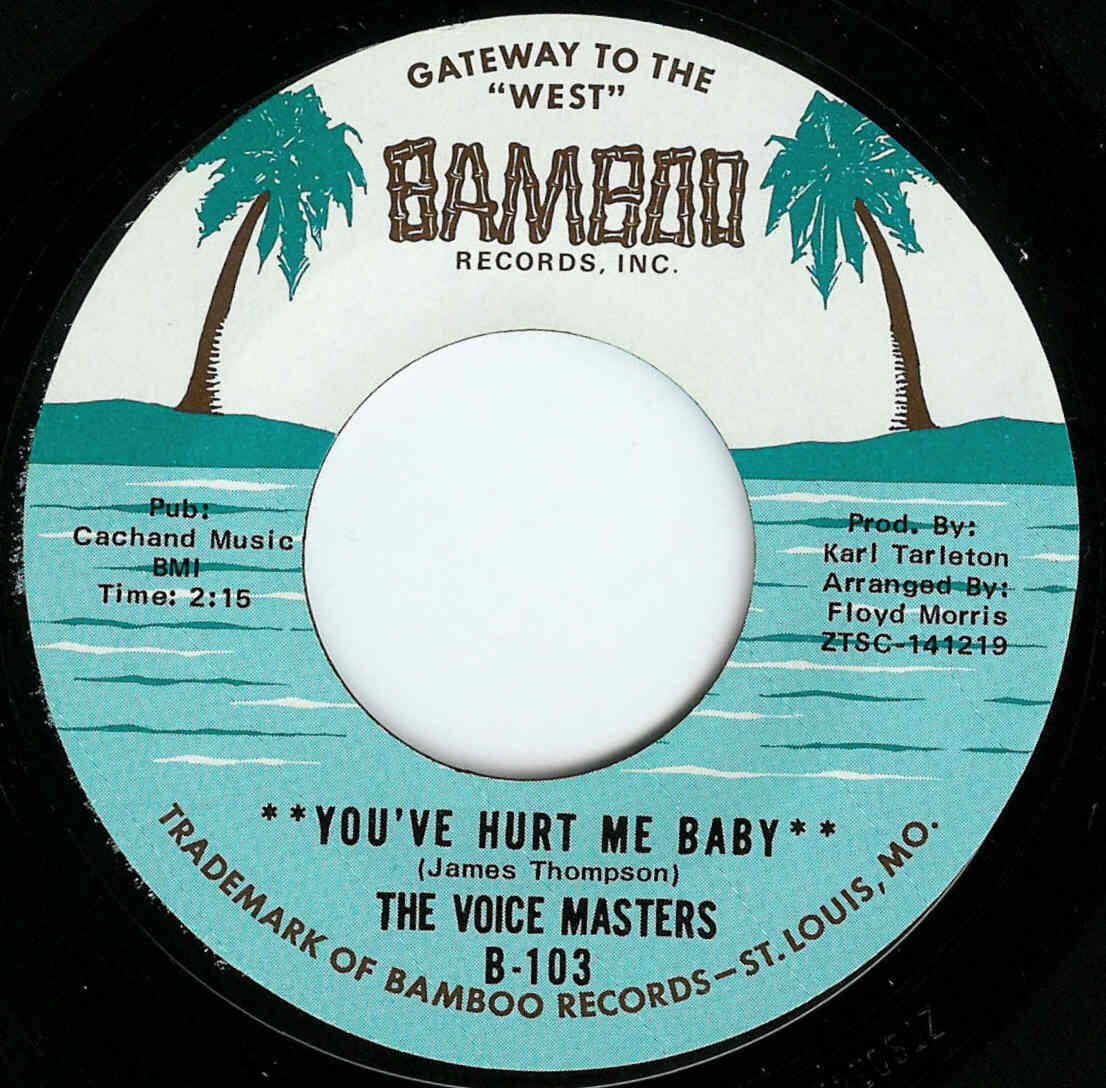 GATEWAY TO THE
"WEST"
BAMBOO
RECORDS, INC.
Pub:
Cachand Music
BMI
Time: 2:15
Prod. By:
Karl Tarleton
Arranged By:
Floyd Morris
ZTSC-141219
**YOU'VE HURT ME BABY**
(James Thompson)
THE VOICE MASTERS
B-103
TRADEMARK OF BAMBOO RECORDS-ST. LOUIS, MO.